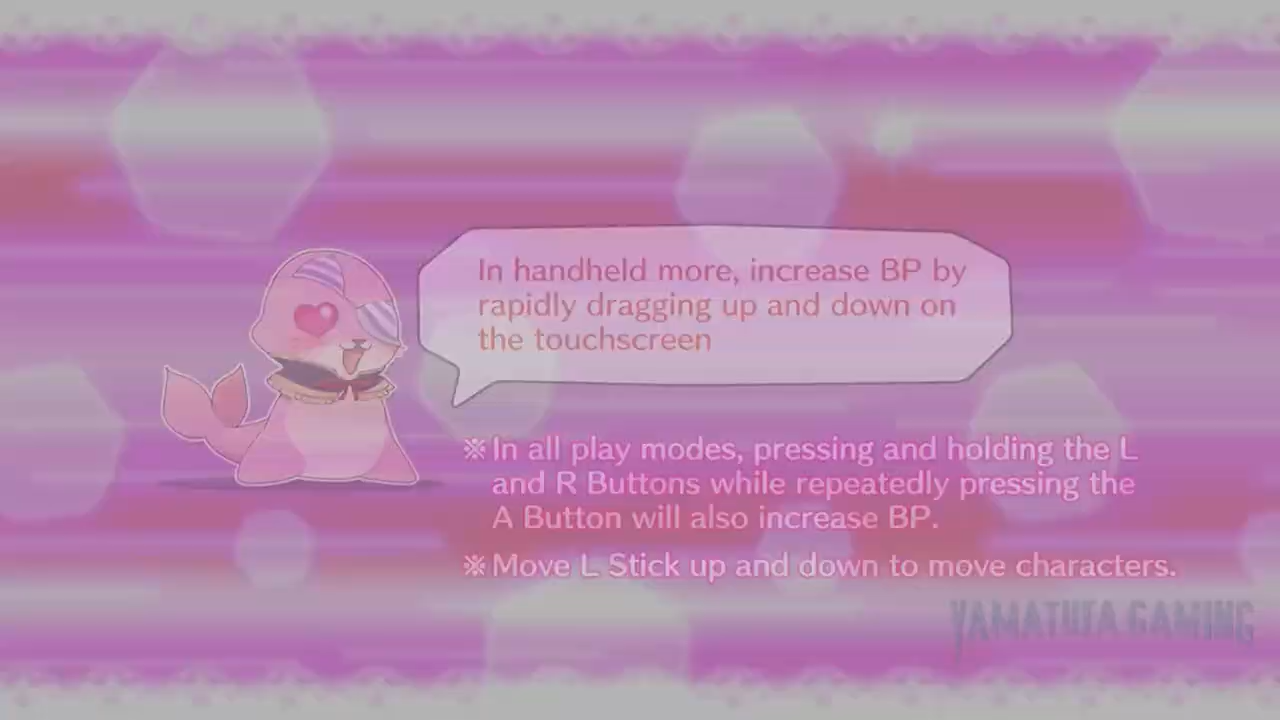 In handheld more, increase BP by
rapidly dragging up and down on
the touchscreen
※In all play modes, pressing and holding the L
and R Buttons while repeatedly pressing the
A Button will also increase BP.
※Move L Stick up and down to move characters.
GAMING